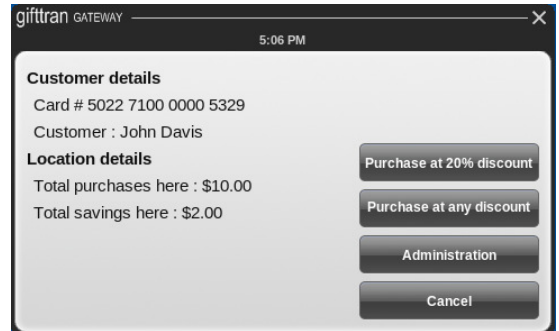 gifttran GATEWAY
5:06 PM
Customer details
Card # 5022 7100 0000 5329
Customer : John Davis
Location details
Total purchases here : $10.00
Total savings here : $2.00
Purchase at 20% discount
Purchase at any discount
Administration
Cancel